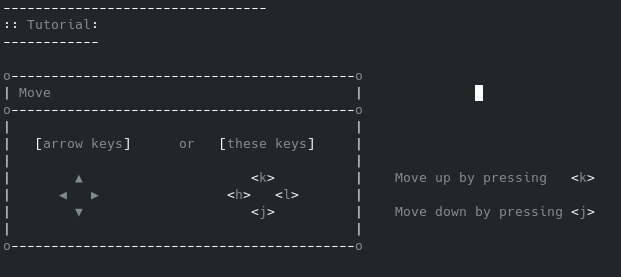 ---------------------------------
:: Tutorial:
------------
o-------------------------------------------o
| Move                                      |
o-------------------------------------------o
|                                           |
|   [arrow keys]      or   [these keys]     |
|                                           |
|        ▲                     <k>          |    Move up by pressing   <k>
|      ◀   ▶                <h>   <l>       |
|        ▼                     <j>          |    Move down by pressing <j>
|                                           |
o-------------------------------------------o